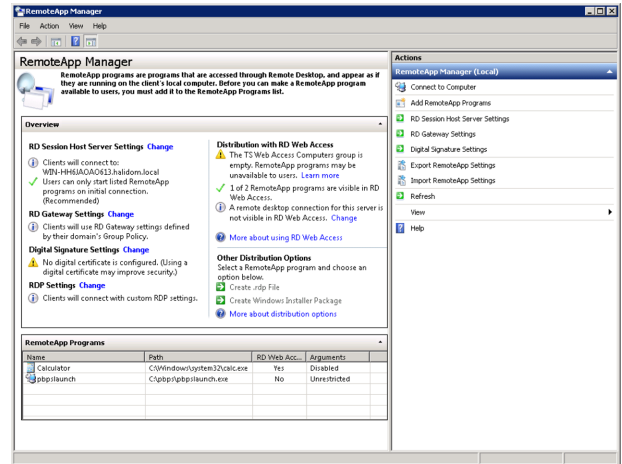 RemoteApp Manager
File Action View Help
RemoteApp Manager
RemoteApp programs are programs that are accessed through Remote Desktop, and appear as if
they are running on the client's local computer. Before you can make a RemoteApp program
available to users, you must add it to the RemoteApp Programs list.
Overview
RD Session Host Server Settings Change
Clients will connect to:
WIN-HH6JAOAO613.halidom.local
Users can only start listed RemoteApp
programs on initial connection.
(Recommended)
RD Gateway Settings Change
Clients will use RD Gateway settings defined
by their domain's Group Policy.
Digital Signature Settings Change
No digital certificate is configured. (Using a
digital certificate may improve security.)
RDP Settings Change
Clients will connect with custom RDP settings.
Distribution with RD Web Access
The TS Web Access Computers group is
empty. RemoteApp programs may be
unavailable to users. Learn more
1 of 2 RemoteApp programs are visible in RD
Web Access.
A remote desktop connection for this server is
not visible in RD Web Access. Change
More about using RD Web Access
Other Distribution Options
Select a RemoteApp program and choose an
option below.
Create .rdp File
Create Windows Installer Package
More about distribution options
RemoteApp Programs
Name Path RD Web Acc... Arguments
Calculator C:\Windows\system32\calc.exe Yes Disabled
pbpslaunch C:\pbps\pbpslaunch.exe No Unrestricted
Actions
RemoteApp Manager (Local)
Connect to Computer
Add RemoteApp Programs
RD Session Host Server Settings
RD Gateway Settings
Digital Signature Settings
Export RemoteApp Settings
Import RemoteApp Settings
Refresh
View
Help